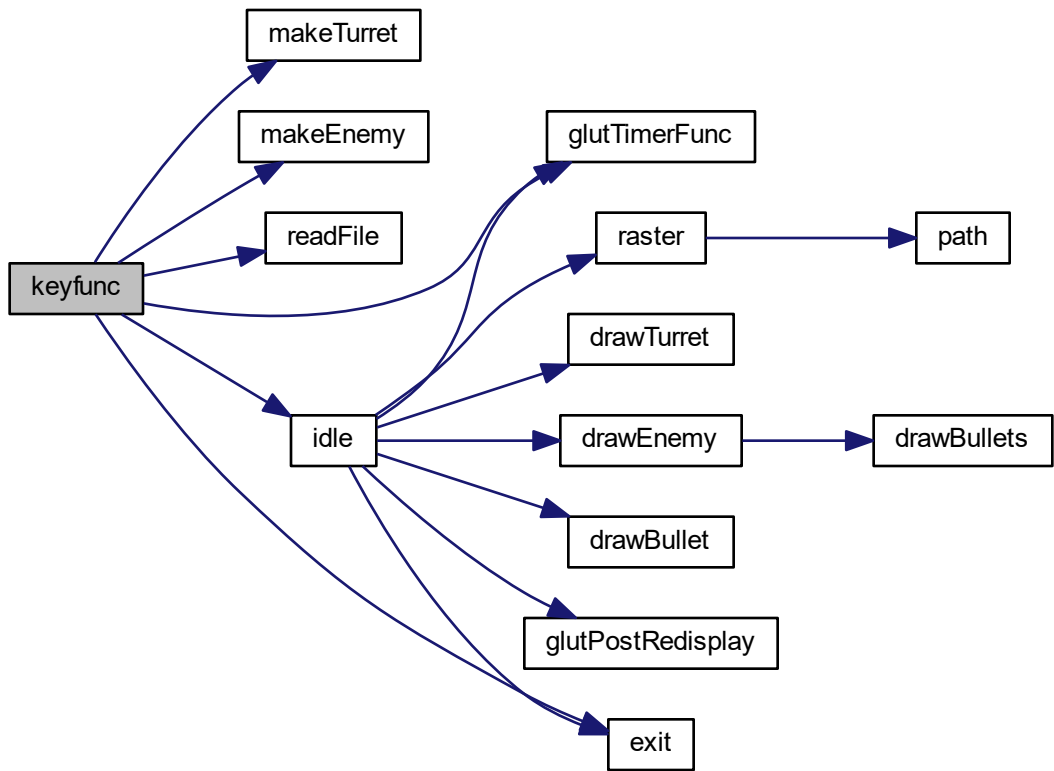 makeTurret
makeEnemy
glutTimerFunc
readFile
raster
path
keyfunc
drawTurret
idle
drawEnemy
drawBullets
drawBullet
glutPostRedisplay
exit